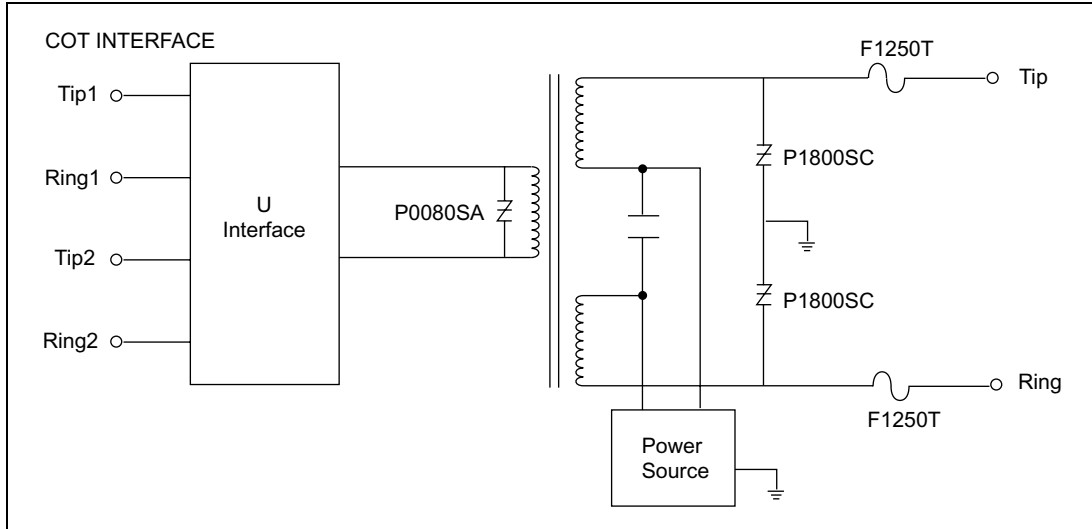 COT INTERFACE
Tip1
Ring1
Tip2
Ring2
U
Interface
P0080SA
F1250T
Tip
P1800SC
P1800SC
Ring
F1250T
Power
Source